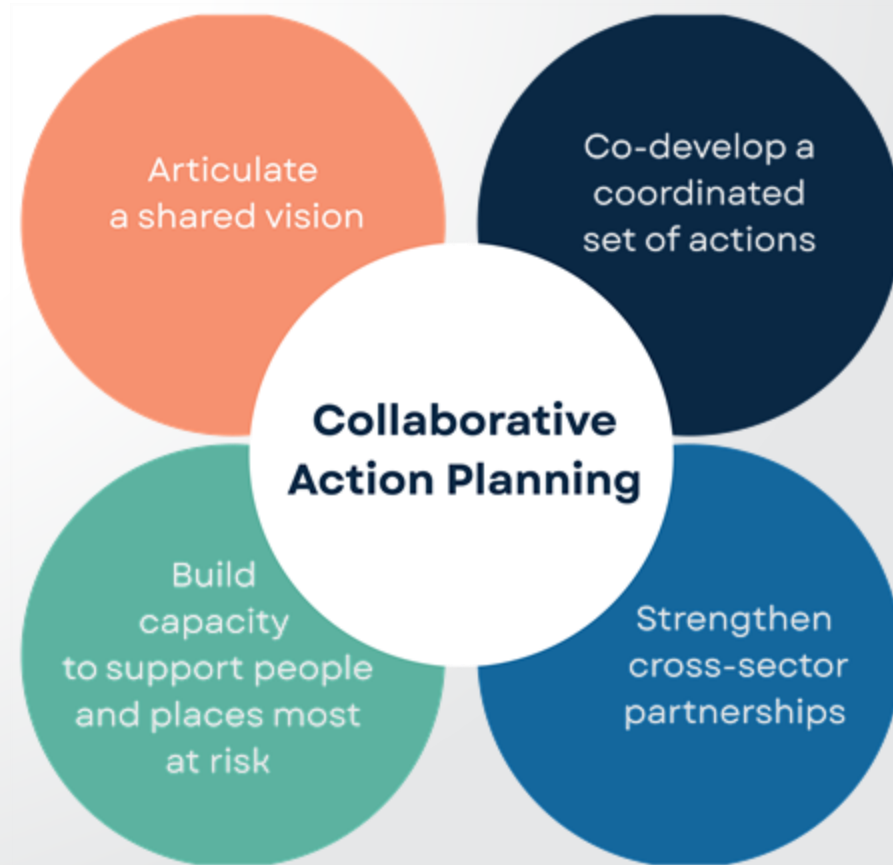 Articulate
a shared vision
Co-develop a
coordinated
set of actions
Collaborative
Action Planning
Build
capacity
to support people
and places most
at risk
Strengthen
cross-sector
partnerships